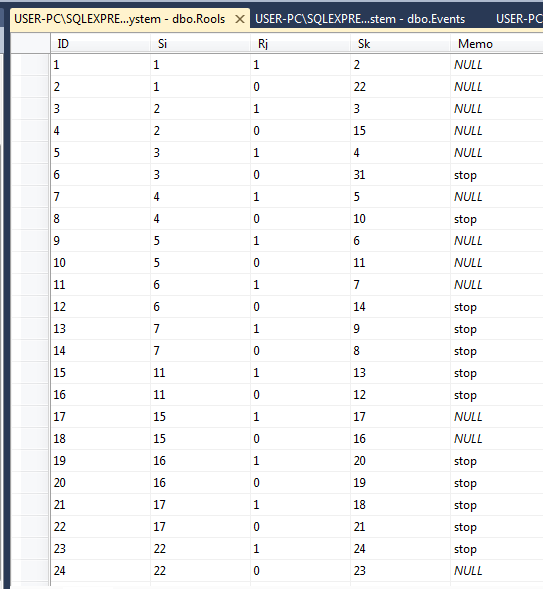 USER-PC\SQLEXPRE...ystem - dbo.Rools × USER-PC\SQLEXPRE...stem - dbo.Events USER-PC
ID Si Rj Sk Memo
1 1 1 2 NULL
2 1 0 22 NULL
3 2 1 3 NULL
4 2 0 15 NULL
5 3 1 4 NULL
6 3 0 31 stop
7 4 1 5 NULL
8 4 0 10 stop
9 5 1 6 NULL
10 5 0 11 NULL
11 6 1 7 NULL
12 6 0 14 stop
13 7 1 9 stop
14 7 0 8 stop
15 11 1 13 stop
16 11 0 12 stop
17 15 1 17 NULL
18 15 0 16 NULL
19 16 1 20 stop
20 16 0 19 stop
21 17 1 18 stop
22 17 0 21 stop
23 22 1 24 stop
24 22 0 23 NULL